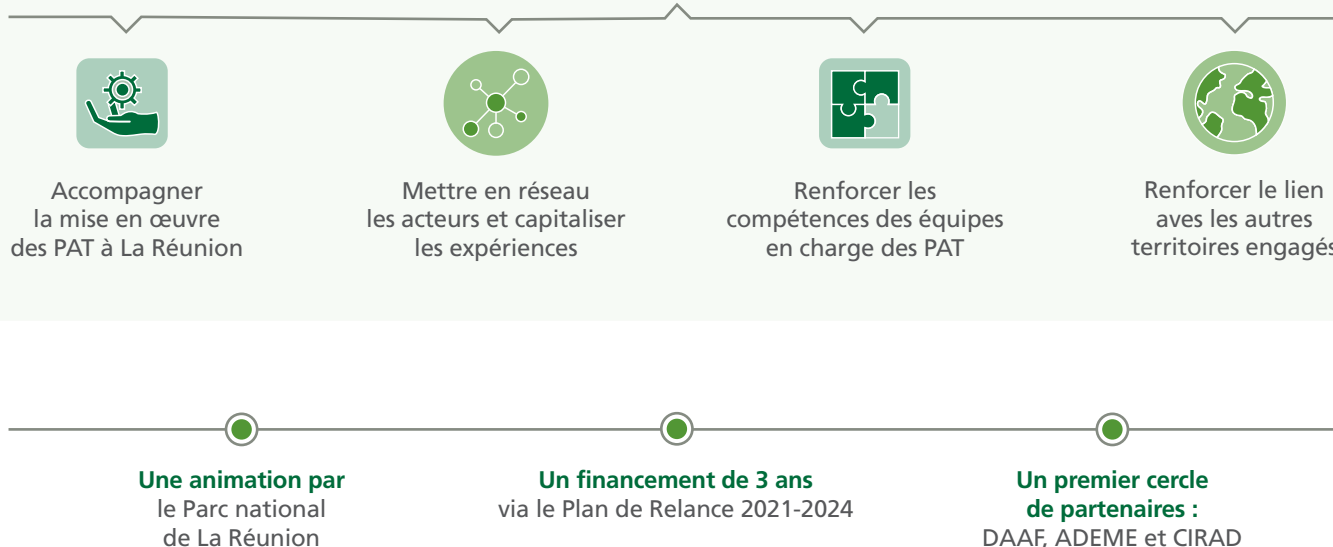 Accompagner
la mise en œuvre
des PAT à La Réunion
Mettre en réseau
les acteurs et capitaliser
les expériences
Renforcer les
compétences des équipes
en charge des PAT
Renforcer le lien
aves les autres
territoires engagés
Une animation par
le Parc national
de La Réunion
Un financement de 3 ans
via le Plan de Relance 2021-2024
Un premier cercle
de partenaires :
DAAF, ADEME et CIRAD